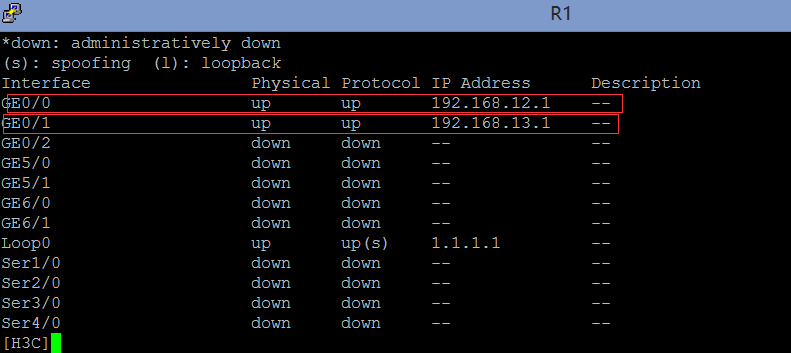 R1
*down: administratively down
(s): spoofing  (l): loopback
Interface                Physical Protocol IP Address      Description
GE0/0                    up       up       192.168.12.1    --
GE0/1                    up       up       192.168.13.1    --
GE0/2                    down     down     --              --
GE5/0                    down     down     --              --
GE5/1                    down     down     --              --
GE6/0                    down     down     --              --
GE6/1                    down     down     --              --
Loop0                    up       up(s)    1.1.1.1         --
Ser1/0                   down     down     --              --
Ser2/0                   down     down     --              --
Ser3/0                   down     down     --              --
Ser4/0                   down     down     --              --
[H3C]